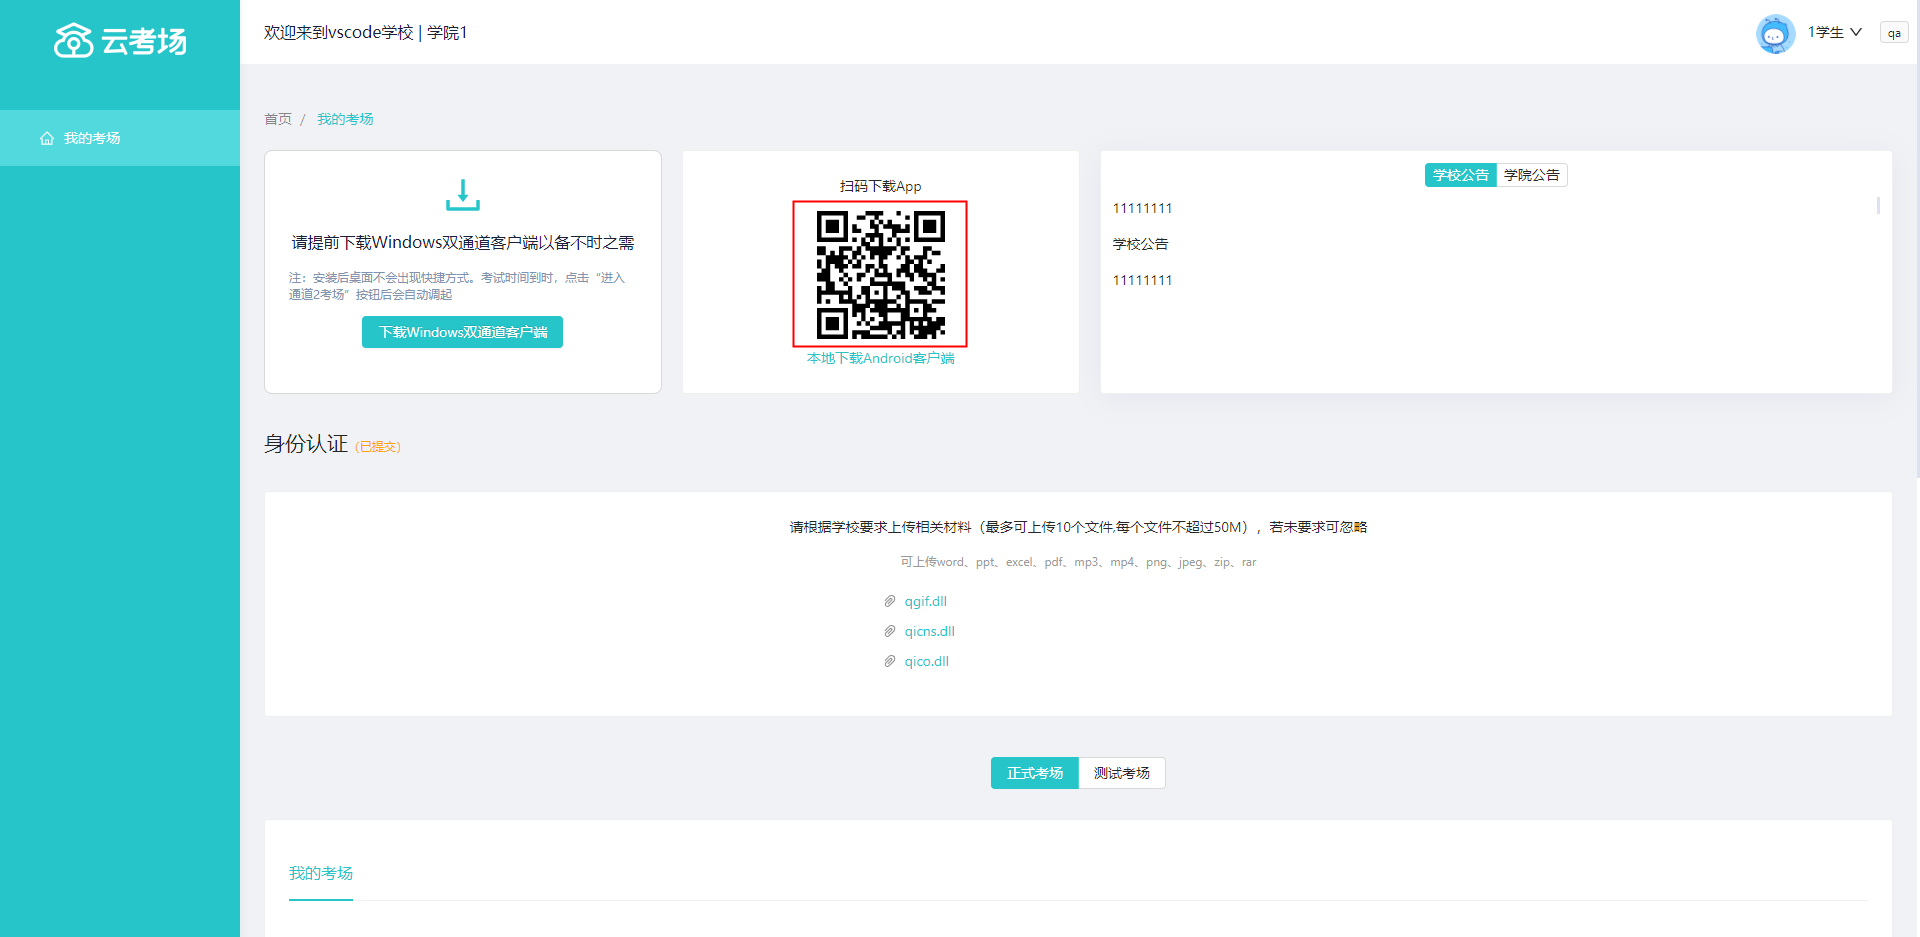 云考场
欢迎来到vscode学校 | 学院1
1学生
qa
我的考场
首页 / 我的考场
请提前下载Windows双通道客户端以备不时之需
注：安装后桌面不会出现快捷方式。考试时间到时，点击“进入
通道2考场”按钮后会自动调起
下载Windows双通道客户端
扫码下载App
本地下载Android客户端
学校公告 学院公告
11111111
学校公告
11111111
身份认证 (已提交)
请根据学校要求上传相关材料（最多可上传10个文件,每个文件不超过50M），若未要求可忽略
可上传word、ppt、excel、pdf、mp3、mp4、png、jpeg、zip、rar
qgif.dll
qicns.dll
qico.dll
正式考场 测试考场
我的考场